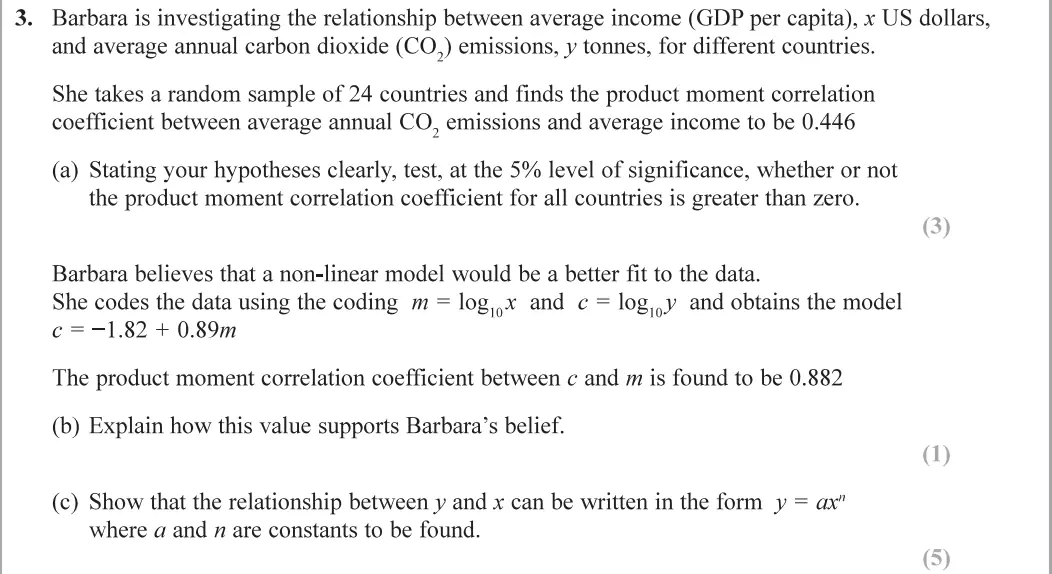 3. Barbara is investigating the relationship between average income (GDP per capita), x US dollars,
and average annual carbon dioxide (CO₂) emissions, y tonnes, for different countries.
She takes a random sample of 24 countries and finds the product moment correlation
coefficient between average annual CO₂ emissions and average income to be 0.446
(a) Stating your hypotheses clearly, test, at the 5% level of significance, whether or not
the product moment correlation coefficient for all countries is greater than zero.
(3)
Barbara believes that a non-linear model would be a better fit to the data.
She codes the data using the coding m = log₁₀x and c = log₁₀y and obtains the model
c = −1.82 + 0.89m
The product moment correlation coefficient between c and m is found to be 0.882
(b) Explain how this value supports Barbara’s belief.
(1)
(c) Show that the relationship between y and x can be written in the form y = axⁿ
where a and n are constants to be found.
(5)